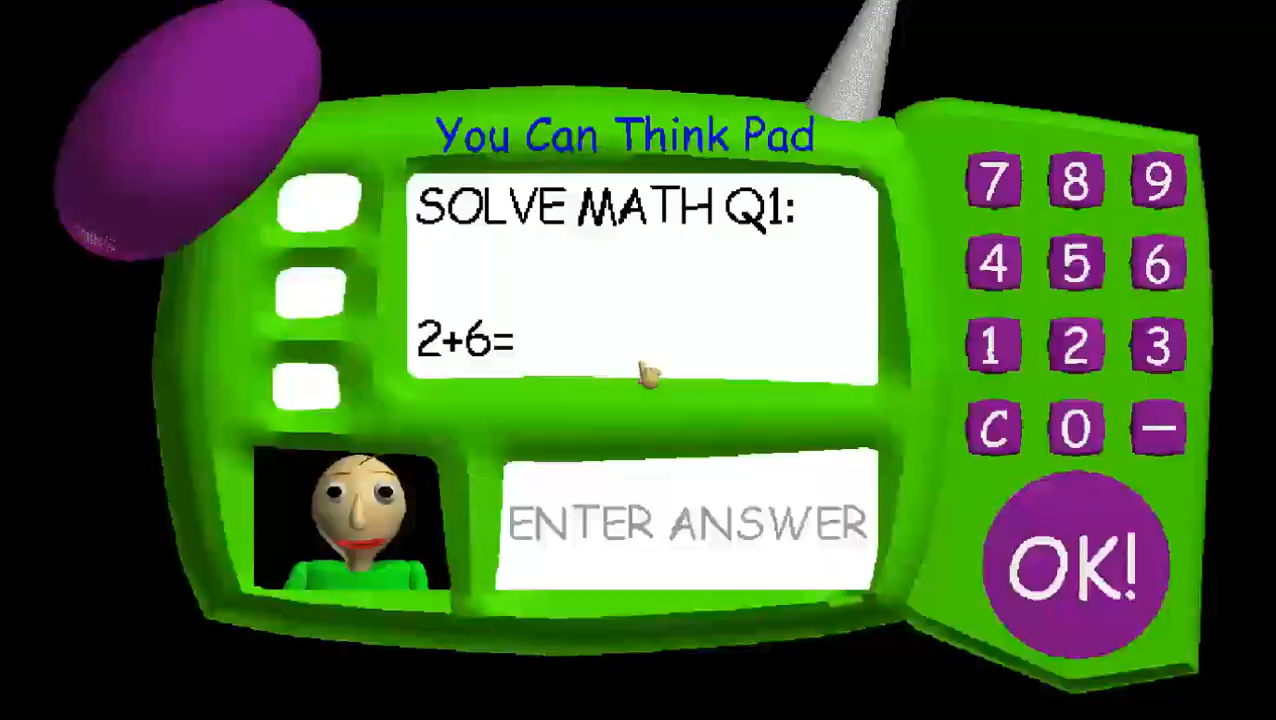 You Can Think Pad
SOLVE MATH Q1:
2+6=
ENTER ANSWER
7 8 9
4 5 6
1 2 3
C 0 —
OK!